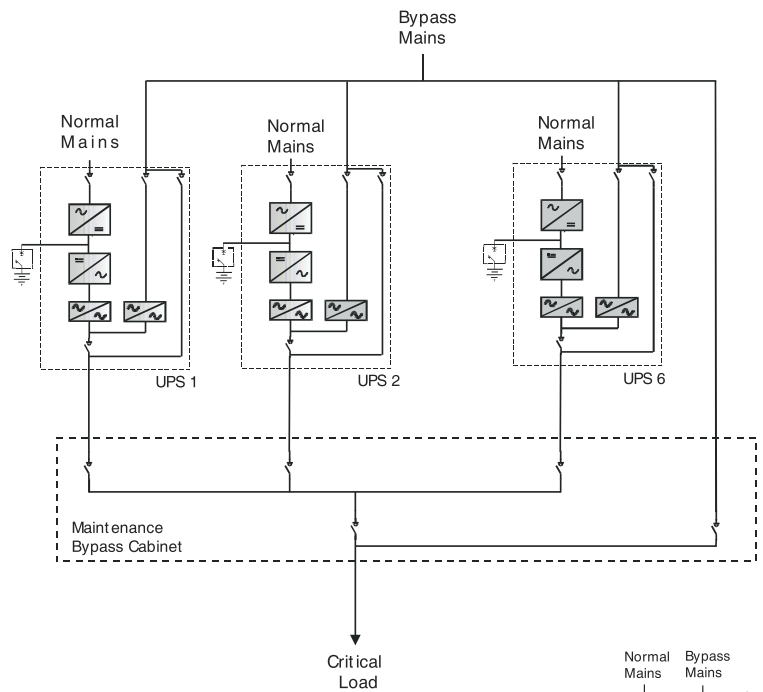 Bypass
Mains
Normal
Mains
Normal
Mains
Normal
Mains
UPS 1
UPS 2
UPS 6
Maintenance
Bypass Cabinet
Critical
Load
Normal
Mains
Bypass
Mains